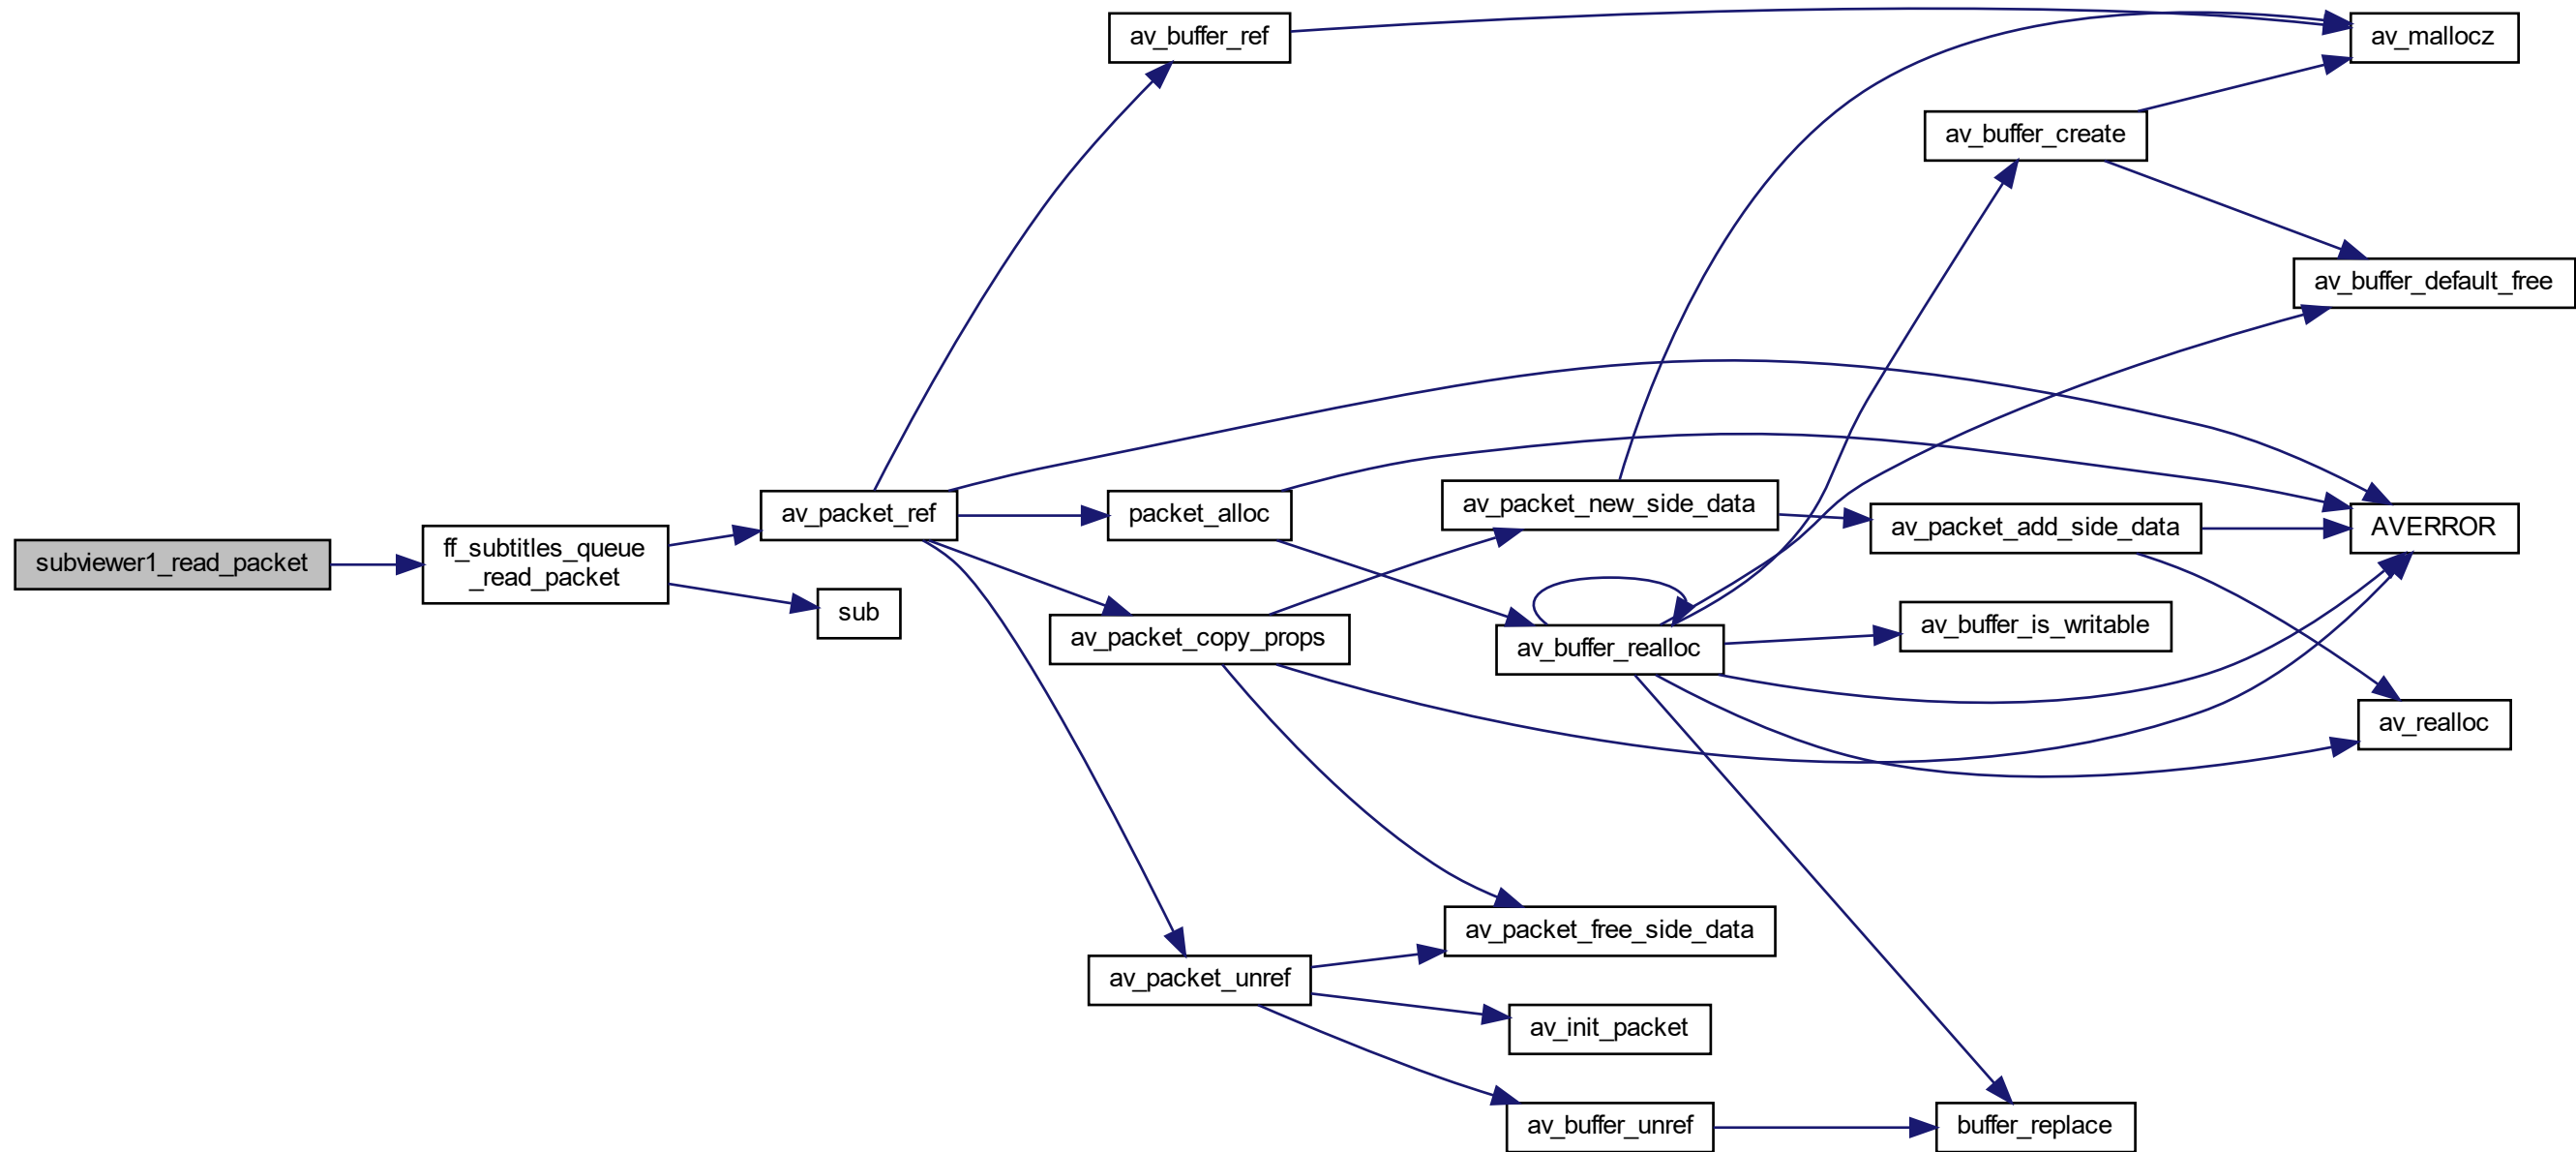 av_buffer_ref
av_mallocz
av_buffer_create
av_buffer_default_free
av_packet_ref
packet_alloc
av_packet_new_side_data
av_packet_add_side_data
AVERROR
subviewer1_read_packet
ff_subtitles_queue
_read_packet
sub
av_packet_copy_props
av_buffer_realloc
av_buffer_is_writable
av_realloc
av_packet_free_side_data
av_packet_unref
av_init_packet
av_buffer_unref
buffer_replace